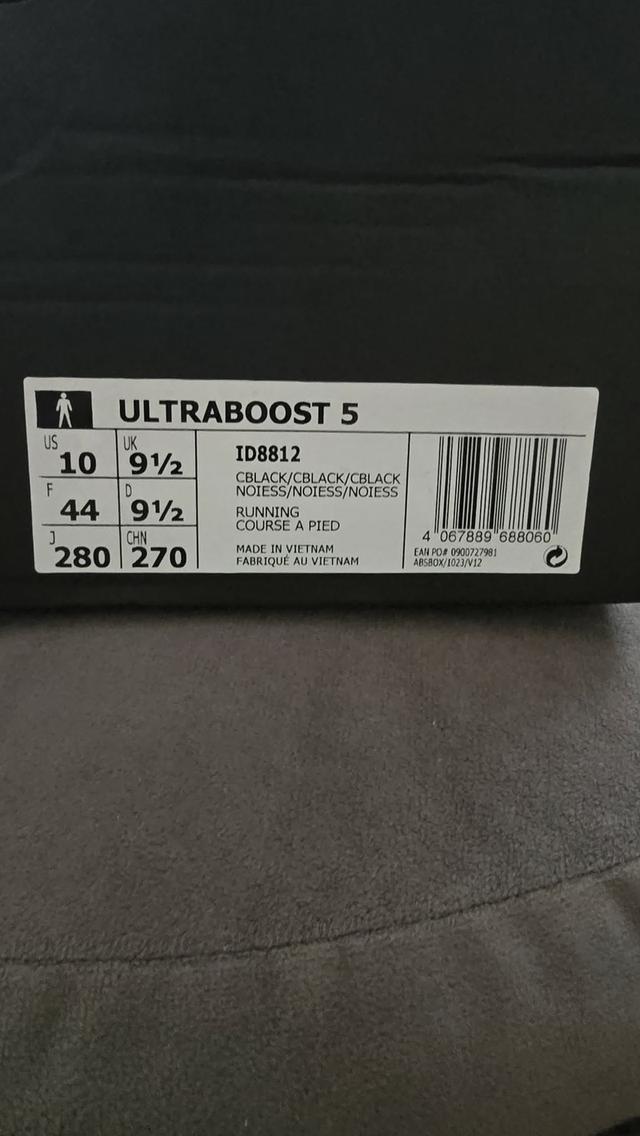 ULTRABOOST 5
US 10 UK 9½
F 44 D 9½
J 280 CHN 270
ID8812
CBLACK/CBLACK/CBLACK
NOIESS/NOIESS/NOIESS
RUNNING
COURSE A PIED
MADE IN VIETNAM
FABRIQUÉ AU VIETNAM
4 067889 688060
EAN PO# 0900727981
ABSBOX/1023/V12